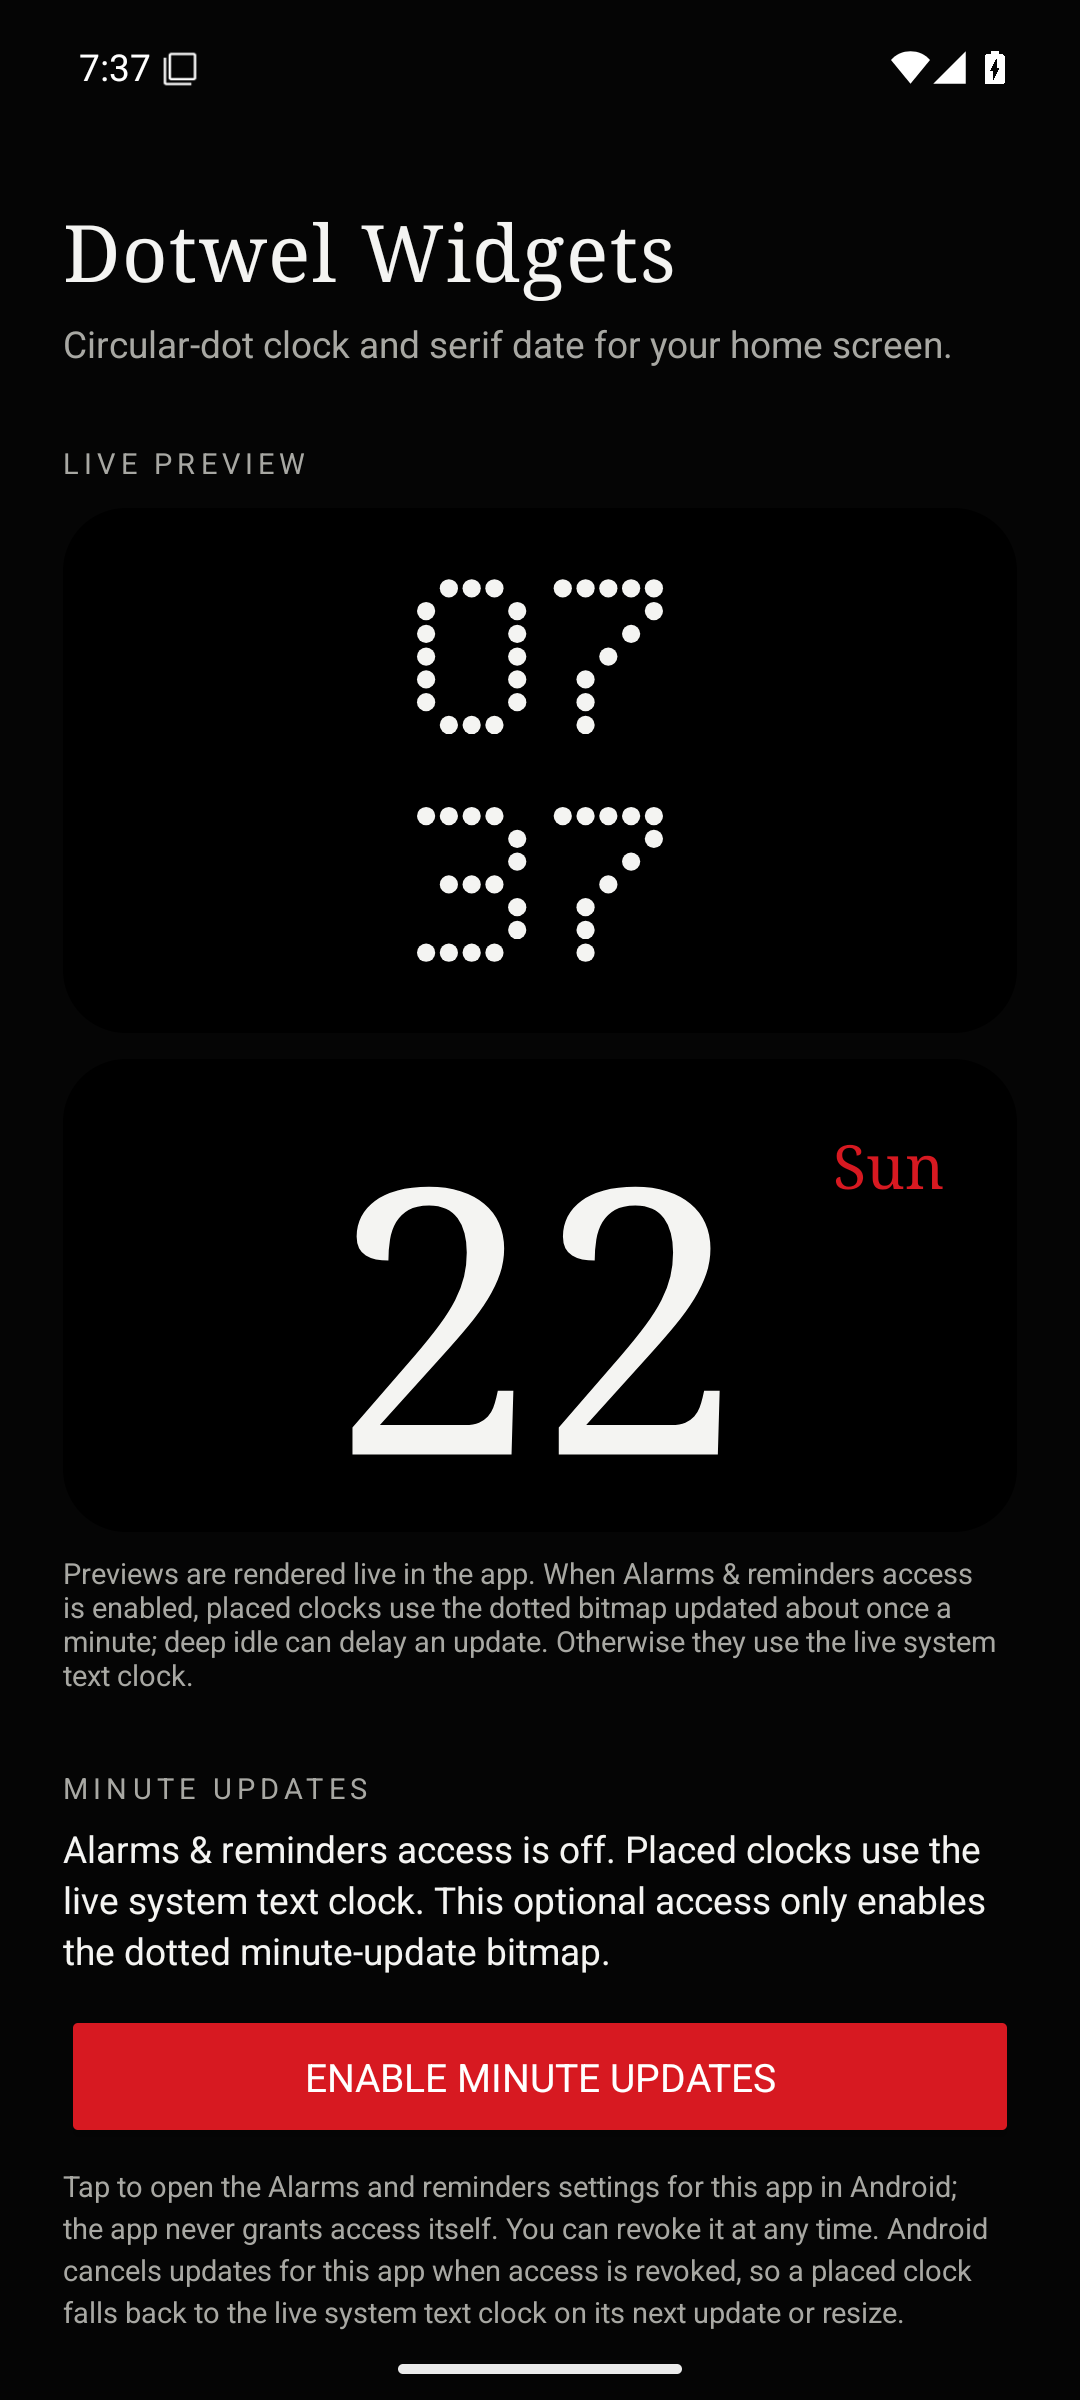 7:37
Dotwel Widgets
Circular-dot clock and serif date for your home screen.
LIVE PREVIEW
07
37
Sun
22
Previews are rendered live in the app. When Alarms & reminders access
is enabled, placed clocks use the dotted bitmap updated about once a
minute; deep idle can delay an update. Otherwise they use the live system
text clock.
MINUTE UPDATES
Alarms & reminders access is off. Placed clocks use the
live system text clock. This optional access only enables
the dotted minute-update bitmap.
ENABLE MINUTE UPDATES
Tap to open the Alarms and reminders settings for this app in Android;
the app never grants access itself. You can revoke it at any time. Android
cancels updates for this app when access is revoked, so a placed clock
falls back to the live system text clock on its next update or resize.